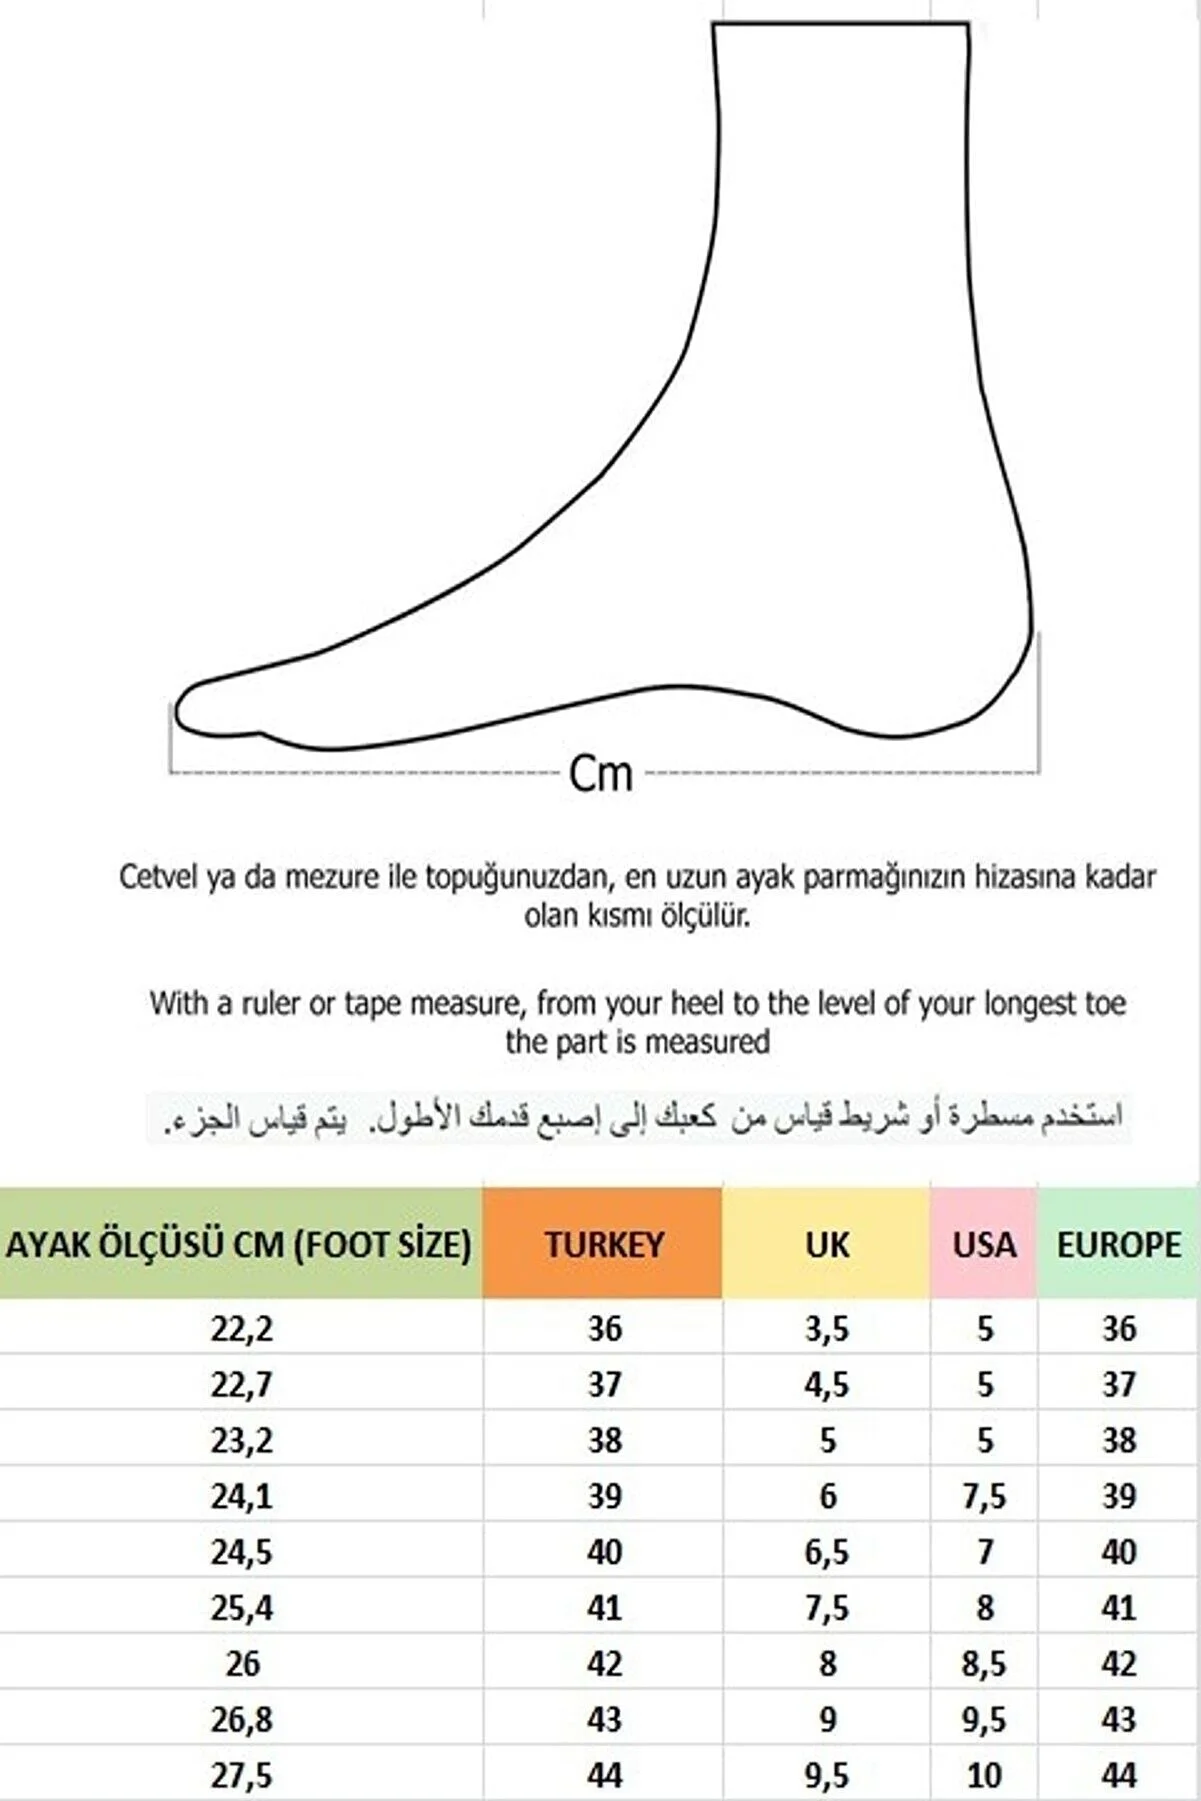 Cm
Cetvel ya da mezure ile topuğunuzdan, en uzun ayak parmağınızın hizasına kadar
olan kısmı ölçülür.
With a ruler or tape measure, from your heel to the level of your longest toe
the part is measured
استخدم مسطرة أو شريط قياس من كعبك إلى إصبع قدمك الأطول. يتم قياس الجزء.
AYAK ÖLÇÜSÜ CM (FOOT SİZE) TURKEY UK USA EUROPE
22,2 36 3,5 5 36
22,7 37 4,5 5 37
23,2 38 5 5 38
24,1 39 6 7,5 39
24,5 40 6,5 7 40
25,4 41 7,5 8 41
26 42 8 8,5 42
26,8 43 9 9,5 43
27,5 44 9,5 10 44